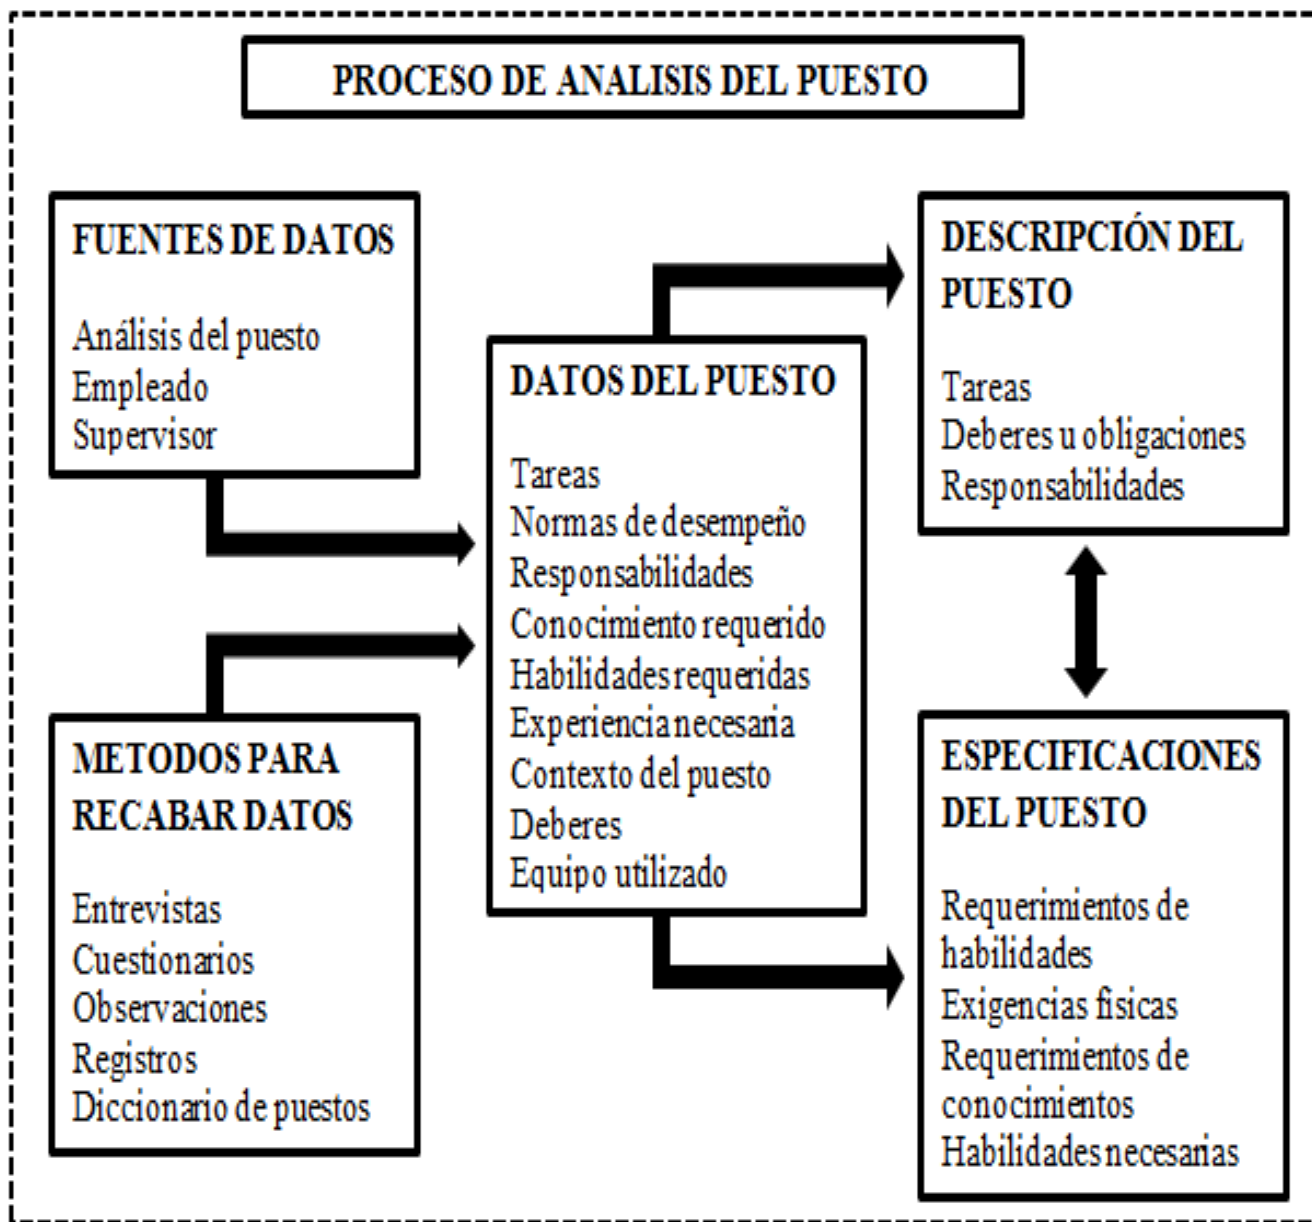 PROCESO DE ANALISIS DEL PUESTO
FUENTES DE DATOS
Análisis del puesto
Empleado
Supervisor
METODOS PARA
RECABAR DATOS
Entrevistas
Cuestionarios
Observaciones
Registros
Diccionario de puestos
DATOS DEL PUESTO
Tareas
Normas de desempeño
Responsabilidades
Conocimiento requerido
Habilidades requeridas
Experiencia necesaria
Contexto del puesto
Deberes
Equipo utilizado
DESCRIPCIÓN DEL
PUESTO
Tareas
Deberes u obligaciones
Responsabilidades
ESPECIFICACIONES
DEL PUESTO
Requerimientos de
habilidades
Exigencias físicas
Requerimientos de
conocimientos
Habilidades necesarias